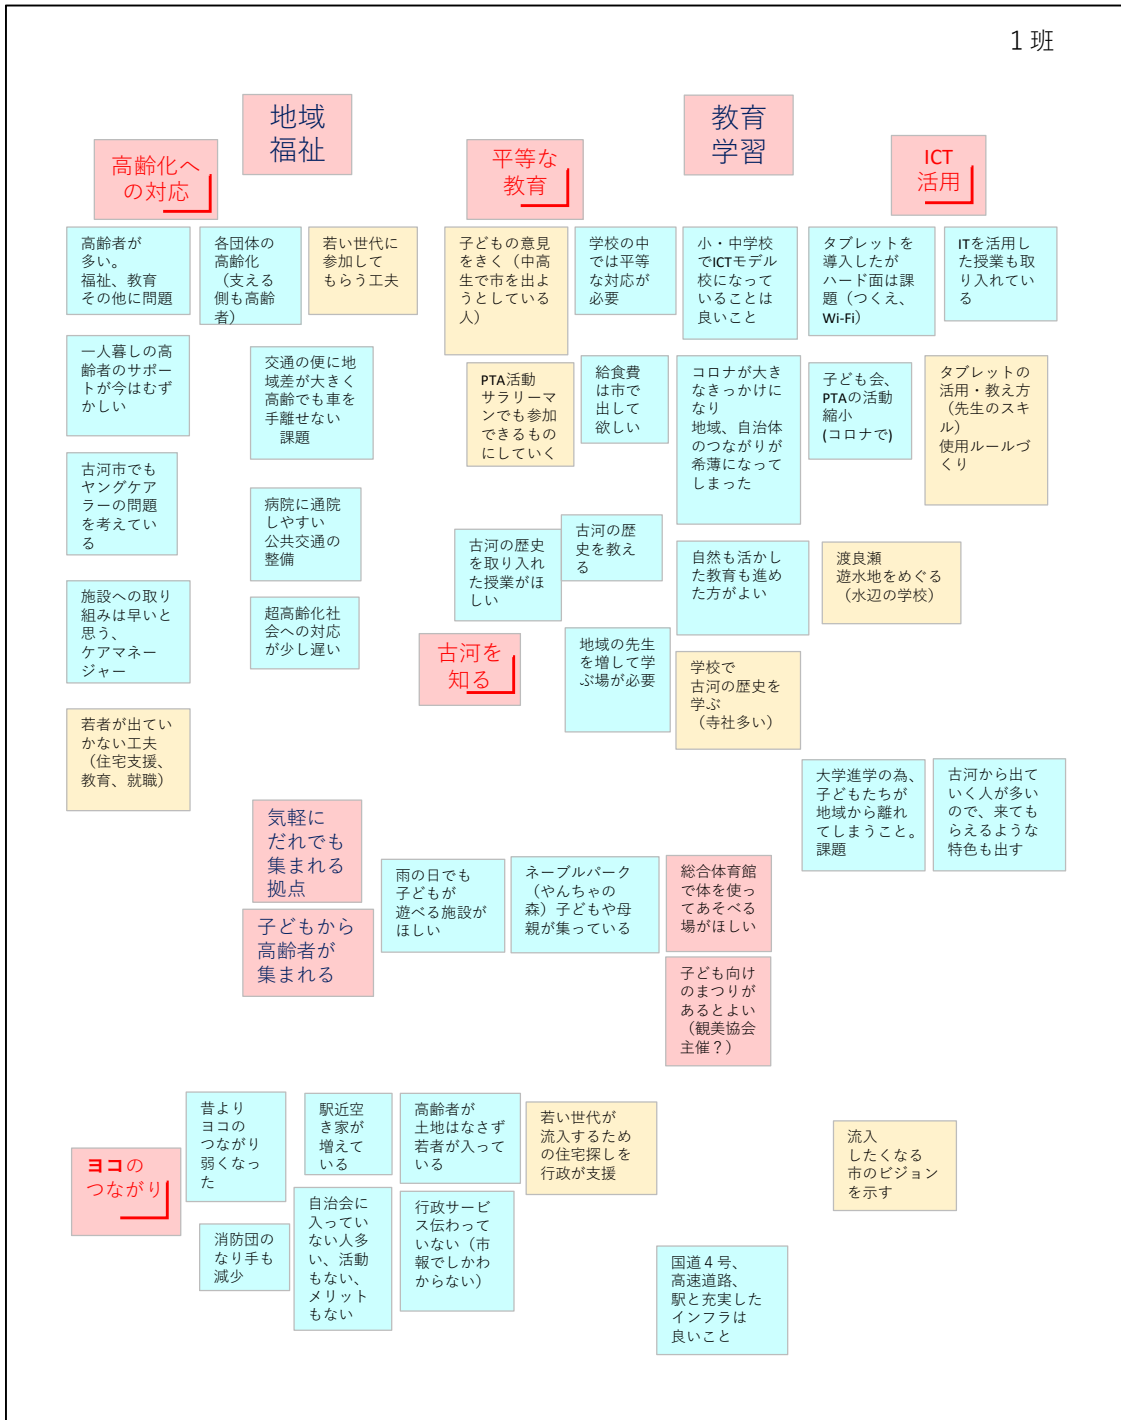 1班
地域
福祉
教育
学習
高齢化へ
の対応
平等な
教育
ICT
活用
高齢者が
多い。
福祉、教育
その他に問題
各団体の
高齢化
（支える
側も高齢
者）
若い世代に
参加して
もらう工夫
子どもの意見
をきく（中高
生で市を出よ
うとしている
人）
学校の中
では平等
な対応が
必要
小・中学校
でICTモデル
校になって
いることは
良いこと
タブレットを
導入したが
ハード面は課
題（つくえ、
Wi-Fi）
ITを活用し
た授業も取
り入れてい
る
一人暮しの高
齢者のサポー
トが今はむず
かしい
交通の便に地
域差が大きく
高齢でも車を
手離せない
課題
PTA活動
サラリーマ
ンでも参加
できるもの
にしていく
給食費
は市で
出して
欲しい
コロナが大き
なきっかけに
なり
地域、自治体
のつながりが
希薄になって
しまった
子ども会、
PTAの活動
縮小
(コロナで)
タブレットの
活用・教え方
（先生のスキ
ル）
使用ルールづ
くり
古河市でも
ヤングケア
ラーの問題
を考えてい
る
病院に通院
しやすい
公共交通の
整備
古河の歴史
を取り入れ
た授業がほ
しい
古河の歴
史を教え
る
自然も活かし
た教育も進め
た方がよい
渡良瀬
遊水地をめぐる
（水辺の学校）
施設への取り
組みは早いと
思う、
ケアマネー
ジャー
超高齢化社
会への対応
が少し遅い
古河を
知る
地域の先生
を増して学
ぶ場が必要
学校で
古河の歴史を
学ぶ
（寺社多い）
若者が出てい
かない工夫
（住宅支援、
教育、就職）
大学進学の為、
子どもたちが
地域から離れ
てしまうこと。
課題
古河から出て
いく人が多い
ので、来ても
らえるような
特色も出す
気軽に
だれでも
集まれる
拠点
子どもから
高齢者が
集まれる
雨の日でも
子どもが
遊べる施設が
ほしい
ネーブルパーク
（やんちゃの
森）子どもや母
親が集っている
総合体育館
で体を使っ
てあそべる
場がほしい
子ども向け
のまつりが
あるとよい
（観美協会
主催？）
ヨコの
つながり
昔より
ヨコの
つながり
弱くなっ
た
駅近空
き家が
増えて
いる
高齢者が
土地はなさず
若者が入って
いる
若い世代が
流入するため
の住宅探しを
行政が支援
流入
したくなる
市のビジョン
を示す
消防団の
なり手も
減少
自治会に
入ってい
ない人多
い、活動
もない、
メリット
もない
行政サービ
ス伝わって
いない（市
報でしかわ
からない）
国道４号、
高速道路、
駅と充実した
インフラは
良いこと